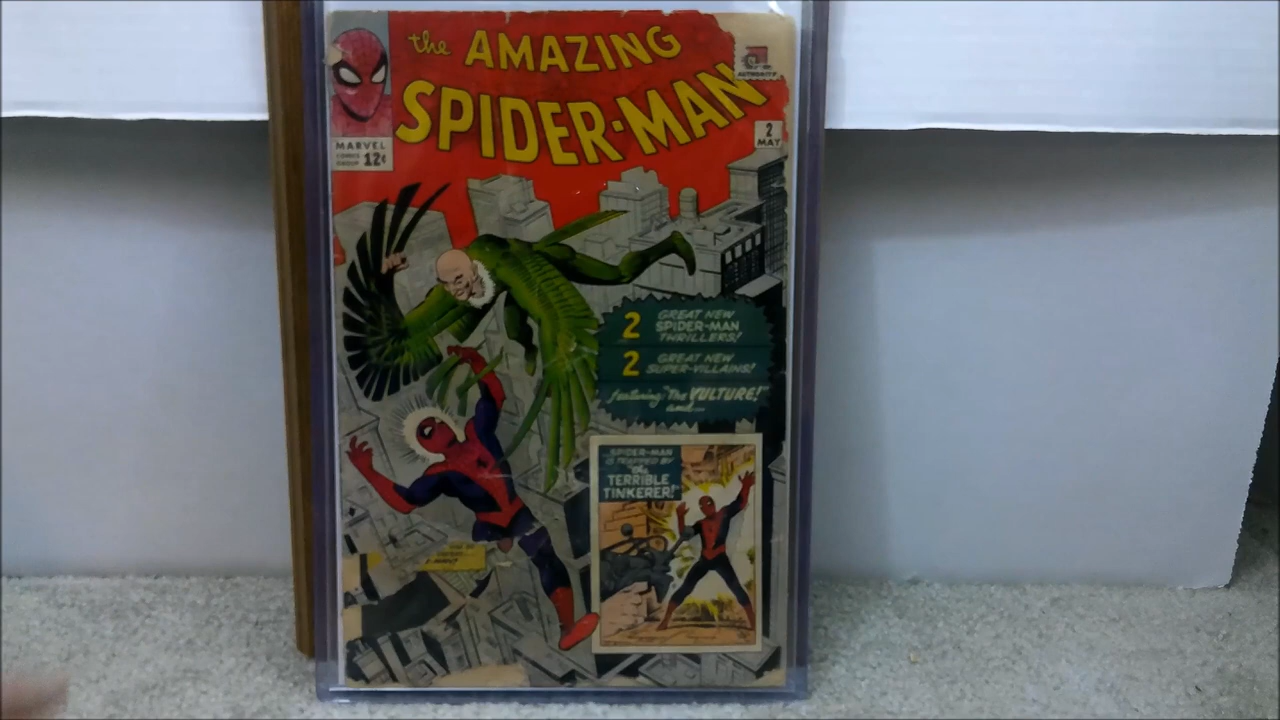 the AMAZING
SPIDER-MAN
AUTHORITY
MARVEL
COMICS
GROUP 12¢
2
MAY
2 GREAT NEW
SPIDER-MAN
THRILLERS!
2 GREAT NEW
SUPER-VILLAINS!
featuring "The VULTURE!"
and...
SPIDER-MAN
IS TRAPPED BY
"the
TERRIBLE
TINKERER!"